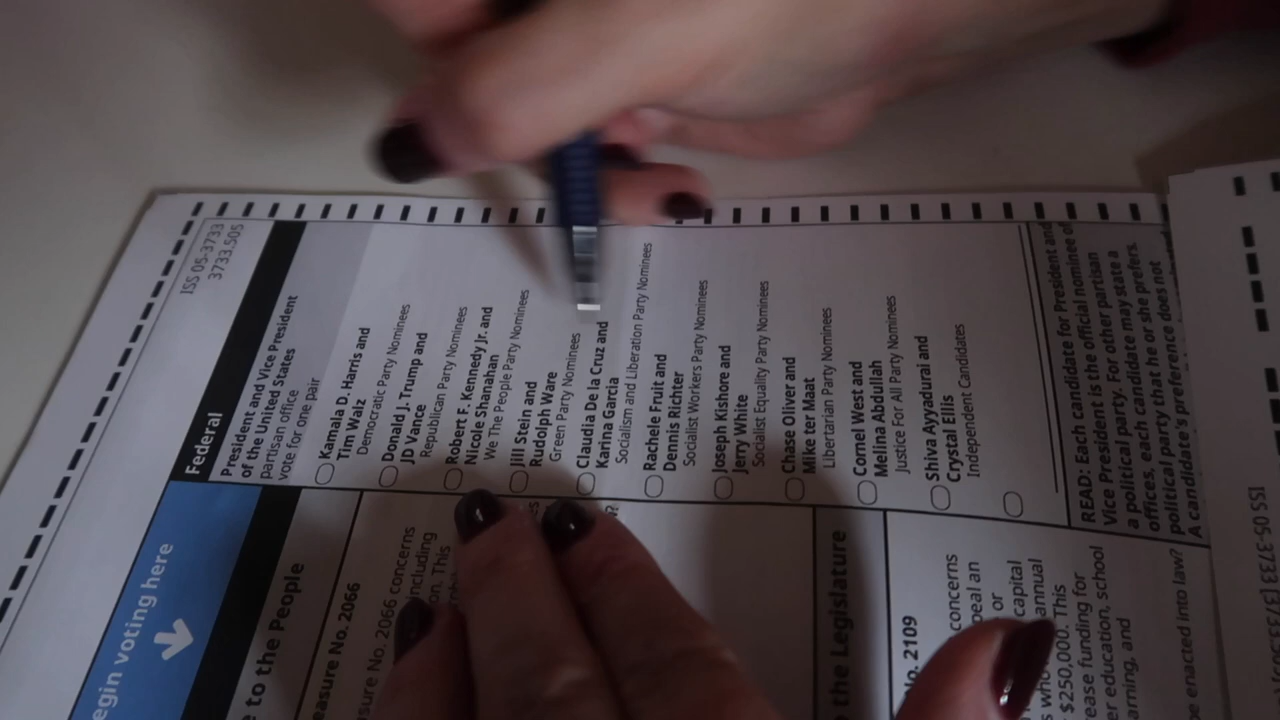 ISS 05-3733
3733.505
Federal
President and Vice President
of the United States
partisan office
vote for one pair
Kamala D. Harris and
Tim Walz
Democratic Party Nominees
Donald J. Trump and
JD Vance
Republican Party Nominees
Robert F. Kennedy Jr. and
Nicole Shanahan
We The People Party Nominees
Jill Stein and
Rudolph Ware
Green Party Nominees
Claudia De la Cruz and
Karina Garcia
Socialism and Liberation Party Nominees
Rachele Fruit and
Dennis Richter
Socialist Workers Party Nominees
Joseph Kishore and
Jerry White
Socialist Equality Party Nominees
Chase Oliver and
Mike ter Maat
Libertarian Party Nominees
Cornel West and
Melina Abdullah
Justice For All Party Nominees
Shiva Ayyadurai and
Crystal Ellis
Independent Candidates
READ: Each candidate for President and
Vice President is the official nominee of
a political party. For other partisan
offices, each candidate may state a
political party that he or she prefers.
A candidate's preference does not
egin voting here
e to the People
easure No. 2066
sure No. 2066 concerns
including
on. This
the Legislature
No. 2109
concerns
peal an
or
capital
annual
$250,000. This
ease funding for
er education, school
arning, and
e enacted into law?